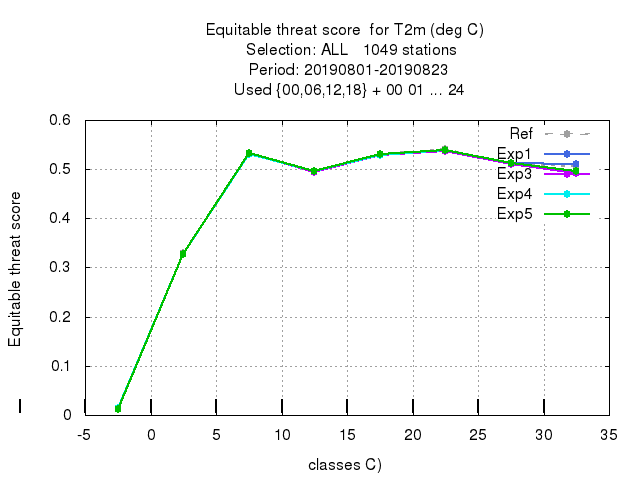 Equitable threat score  for T2m (deg C)
Selection: ALL   1049 stations
Period: 20190801-20190823
Used {00,06,12,18} + 00 01 ... 24
Equitable threat score
0.6
0.5
0.4
0.3
0.2
0.1
0
-5
0
5
10
15
20
25
30
35
classes C)
Ref
Exp1
Exp3
Exp4
Exp5